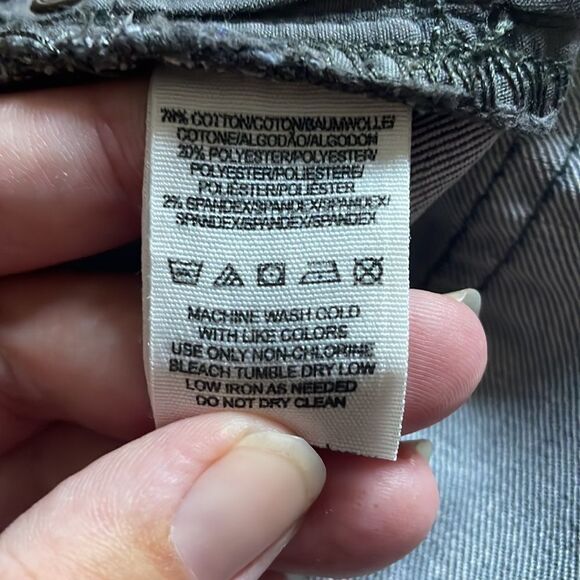 78% COTTON/COTON/BAUMWOLLE/
COTONE/ALGODÃO/ALGODÓN
20% POLYESTER/POLYESTER/
POLYESTER/POLIESTERE/
POLIÉSTER/POLIÉSTER
2% SPANDEX/SPANDEX/SPANDEX/
SPANDEX/SPANDEX/SPANDEX
MACHINE WASH COLD
WITH LIKE COLORS
USE ONLY NON-CHLORINE
BLEACH TUMBLE DRY LOW
LOW IRON AS NEEDED
DO NOT DRY CLEAN